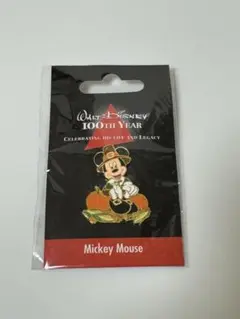 WALT DISNEY
100TH YEAR
CELEBRATING HIS LIFE AND LEGACY
Mickey Mouse